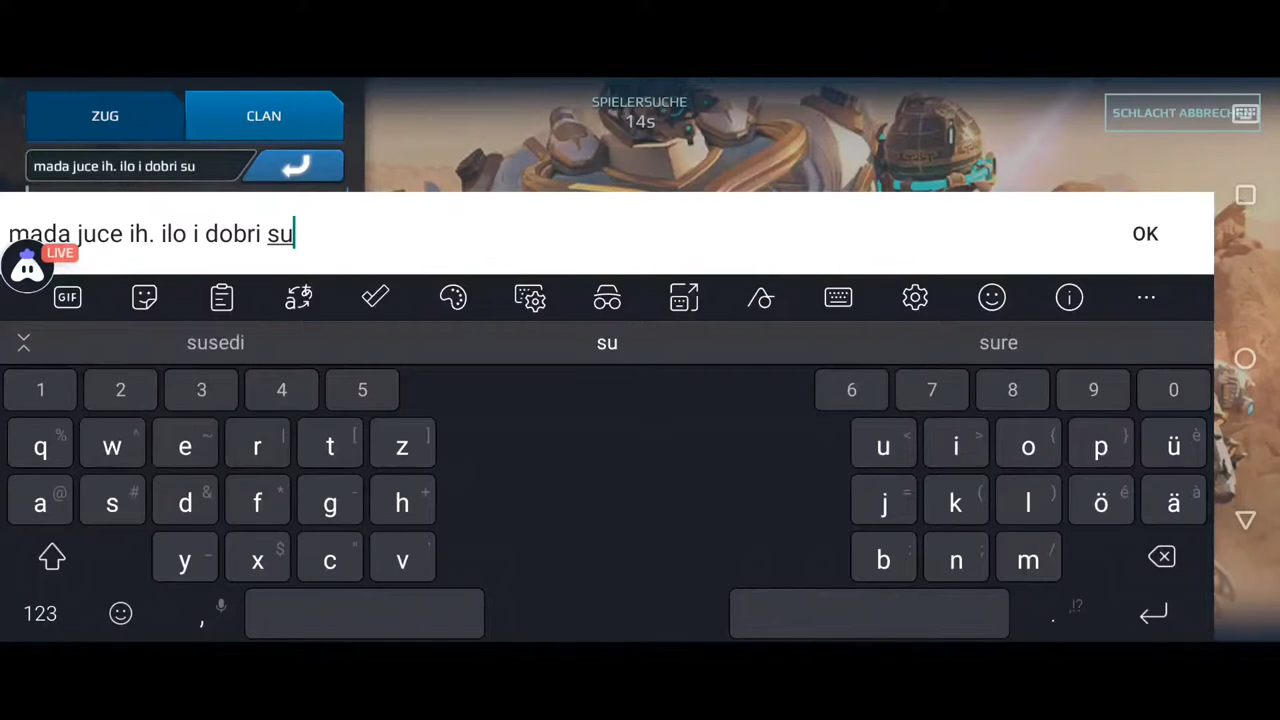 ZUG CLAN
SPIELERSUCHE
14s
SCHLACHT ABBRECH
mada juce ih. ilo i dobri su
mada juce ih. ilo i dobri su
OK
LIVE
GIF
susedi su sure
1 2 3 4 5 6 7 8 9 0
q % w ^ e ~ r | t [ z ] u < i > o { p } ü è
a @ s # d & f * g - h + j = k ( l ) ö é ä à
y _ x $ c " v ' b : n ; m /
123 , . ,!?